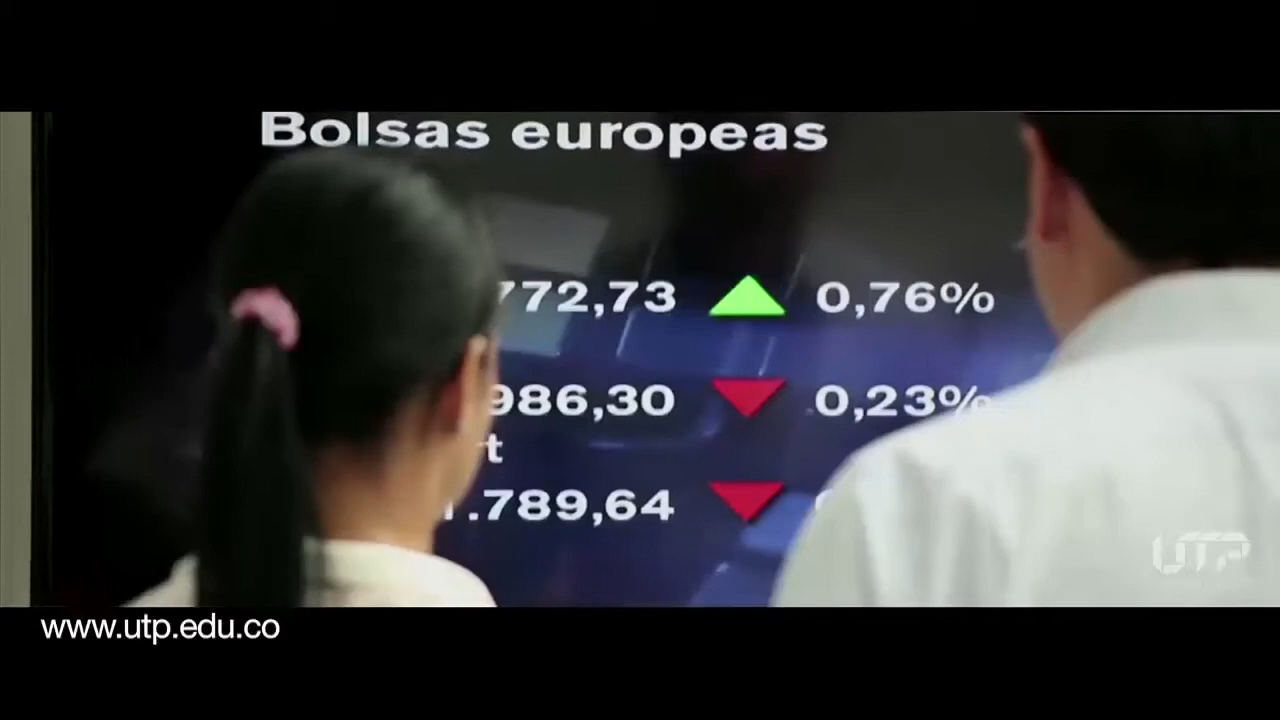 Bolsas europeas
772,73 0,76%
986,30 0,23%
.789,64
UTP
www.utp.edu.co